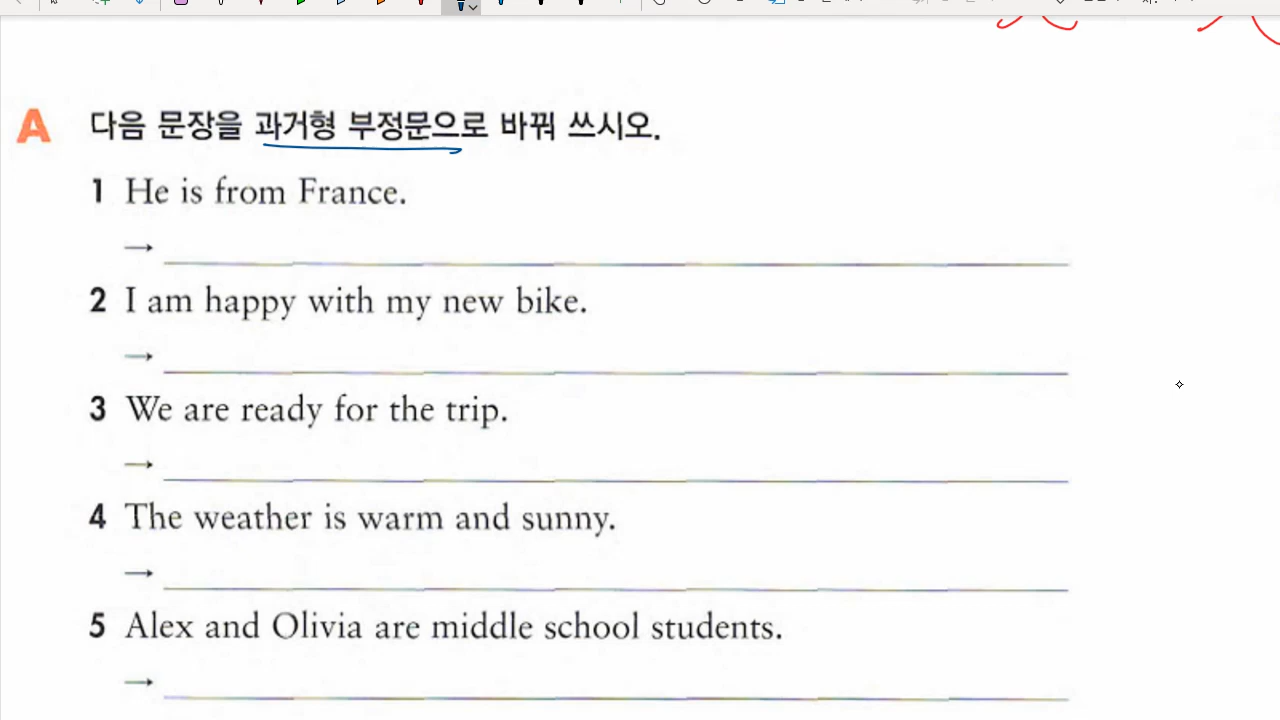 A 다음 문장을 과거형 부정문으로 바꿔 쓰시오.
1 He is from France.
→
2 I am happy with my new bike.
→
3 We are ready for the trip.
→
4 The weather is warm and sunny.
→
5 Alex and Olivia are middle school students.
→